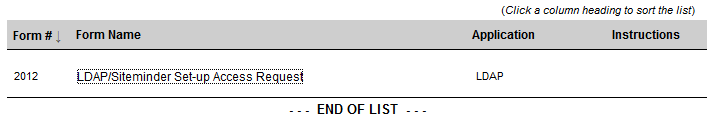 (Click a column heading to sort the list)
Form # ↓ Form Name Application Instructions
2012 LDAP/Siteminder Set-up Access Request LDAP
- - - END OF LIST - - -